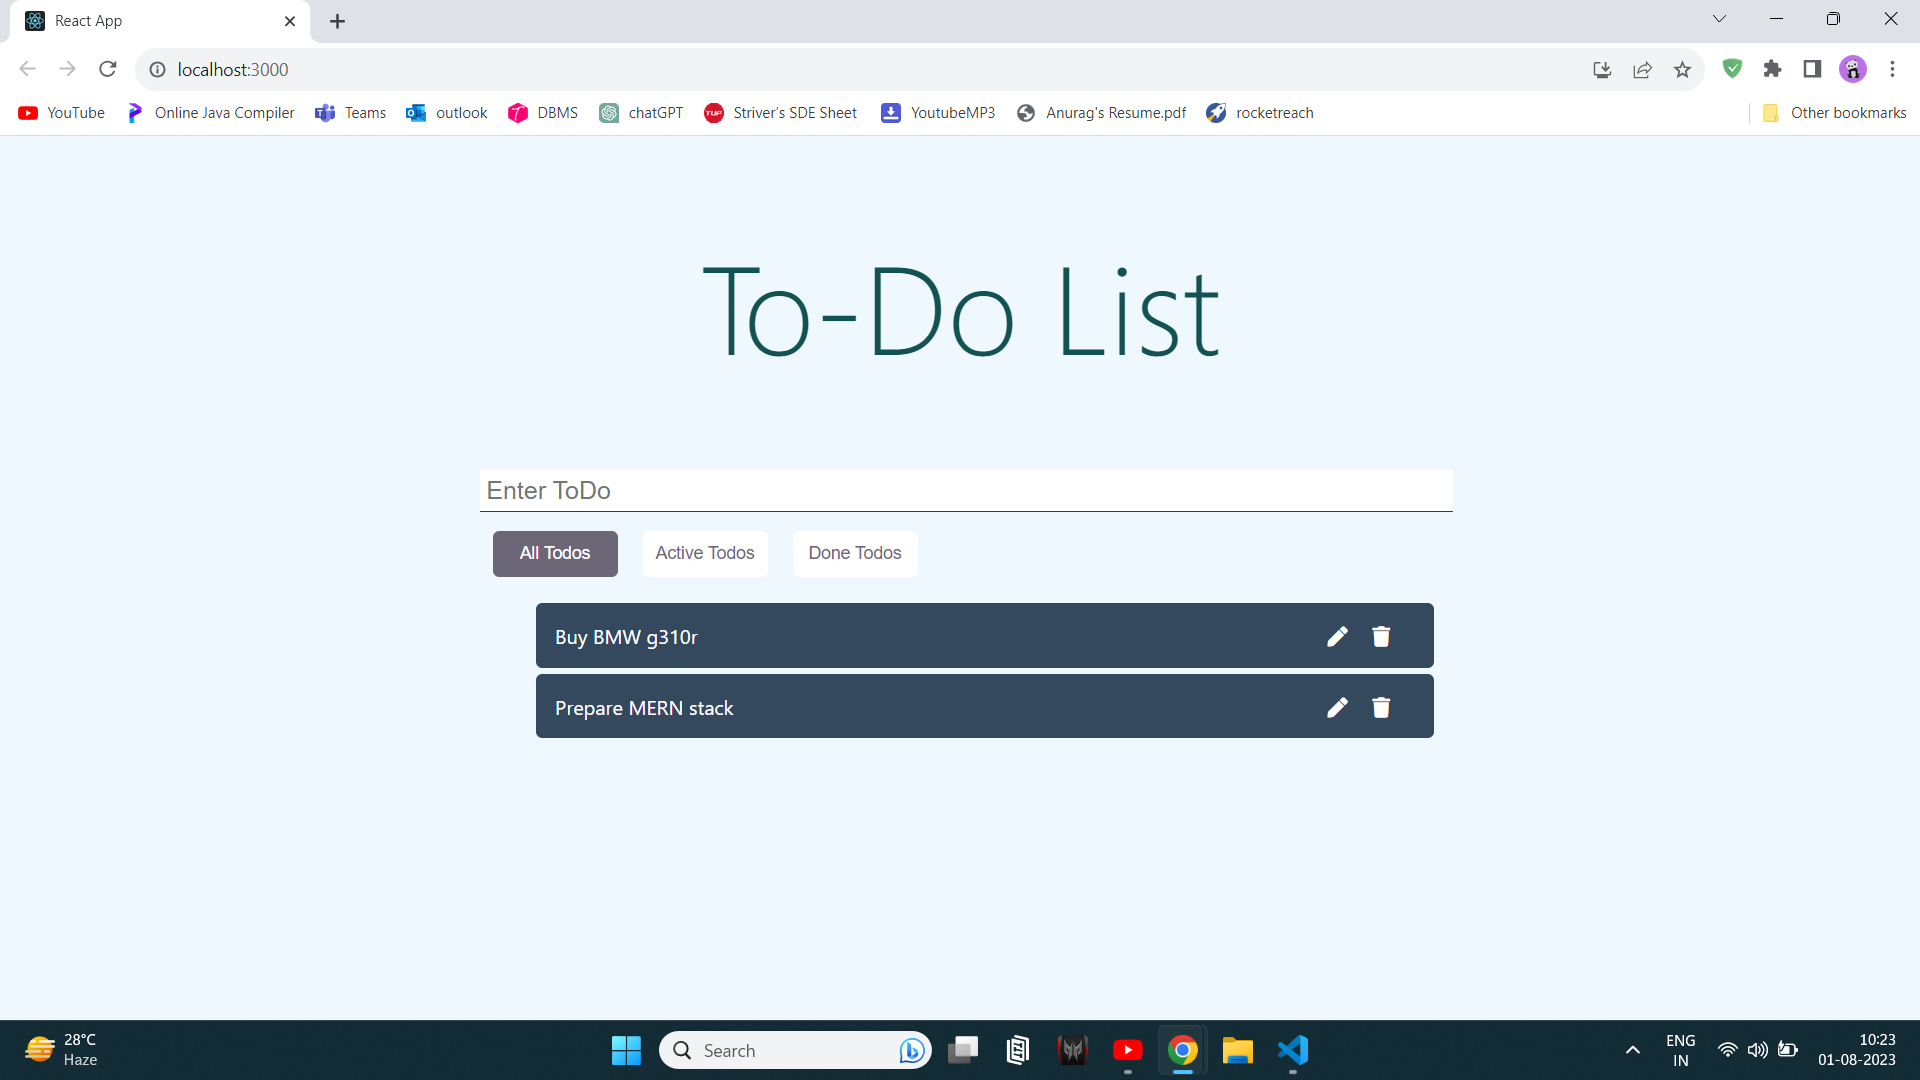 React App
localhost:3000
YouTube Online Java Compiler Teams outlook DBMS chatGPT TUF Striver's SDE Sheet YoutubeMP3 Anurag's Resume.pdf rocketreach Other bookmarks
To-Do List
Enter ToDo
All Todos Active Todos Done Todos
Buy BMW g310r
Prepare MERN stack
28°C
Haze
Search
ENG
IN
10:23
01-08-2023